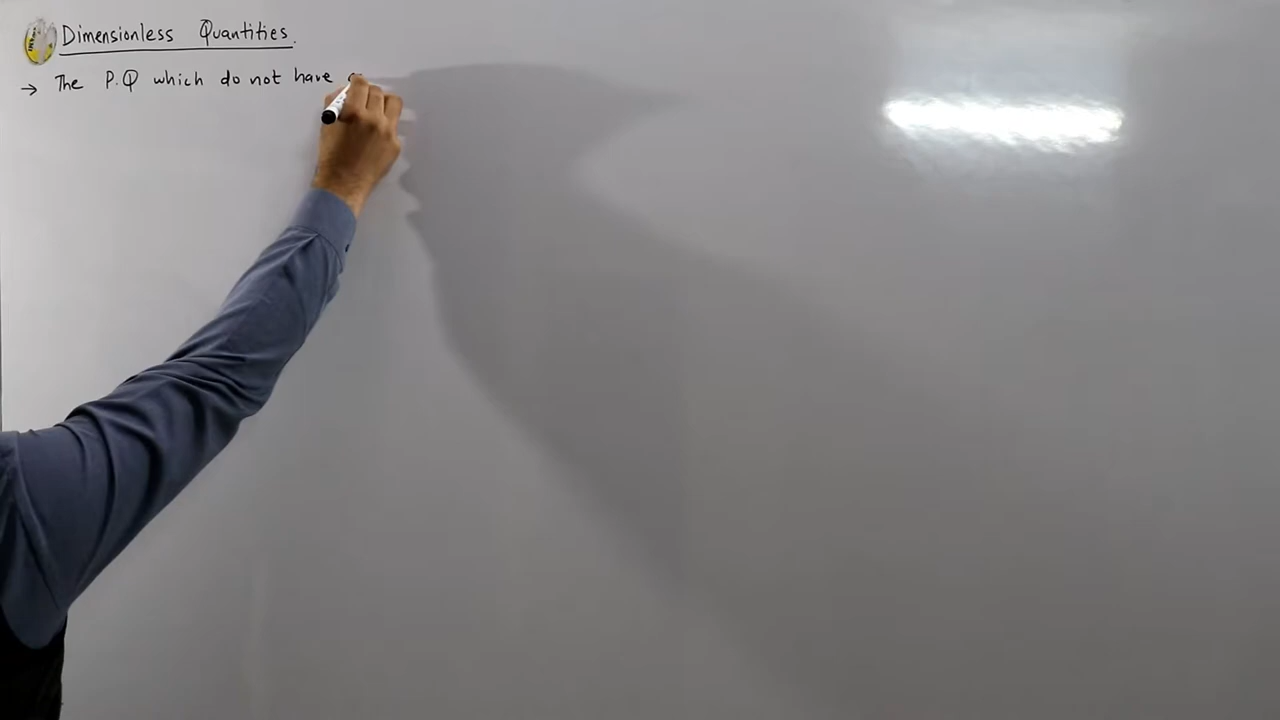 Dimensionless Quantities.
→ The P.Q which do not have